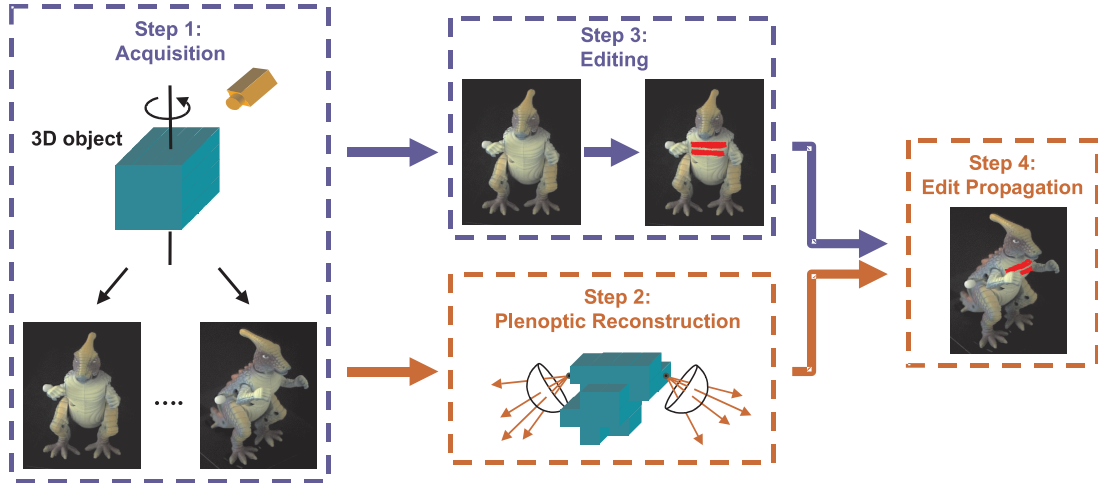 Step 1:
Acquisition
3D object
....
Step 3:
Editing
Step 2:
Plenoptic Reconstruction
Step 4:
Edit Propagation